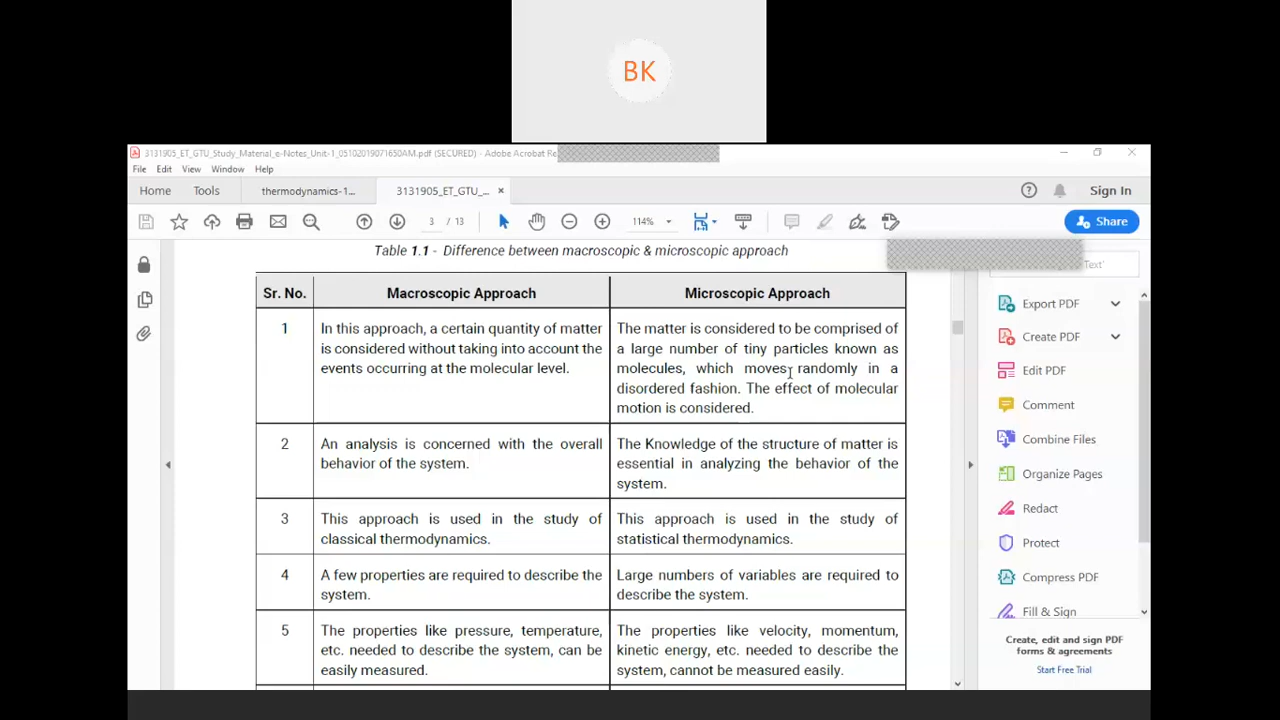 BK
3131905_ET_GTU_Study_Material_e-Notes_Unit-1_05102019071650AM.pdf (SECURED) - Adobe Acrobat Re
File Edit View Window Help
Home Tools thermodynamics-1... 3131905_ET_GTU_... × Sign In
3 / 13 114% Share
Table 1.1 - Difference between macroscopic & microscopic approach
Text'
Sr. No. Macroscopic Approach Microscopic Approach
1
In this approach, a certain quantity of matter
is considered without taking into account the
events occurring at the molecular level.
The matter is considered to be comprised of
a large number of tiny particles known as
molecules, which moves randomly in a
disordered fashion. The effect of molecular
motion is considered.
2
An analysis is concerned with the overall
behavior of the system.
The Knowledge of the structure of matter is
essential in analyzing the behavior of the
system.
3
This approach is used in the study of
classical thermodynamics.
This approach is used in the study of
statistical thermodynamics.
4
A few properties are required to describe the
system.
Large numbers of variables are required to
describe the system.
5
The properties like pressure, temperature,
etc. needed to describe the system, can be
easily measured.
The properties like velocity, momentum,
kinetic energy, etc. needed to describe the
system, cannot be measured easily.
Export PDF
Create PDF
Edit PDF
Comment
Combine Files
Organize Pages
Redact
Protect
Compress PDF
Fill & Sign
Create, edit and sign PDF
forms & agreements
Start Free Trial